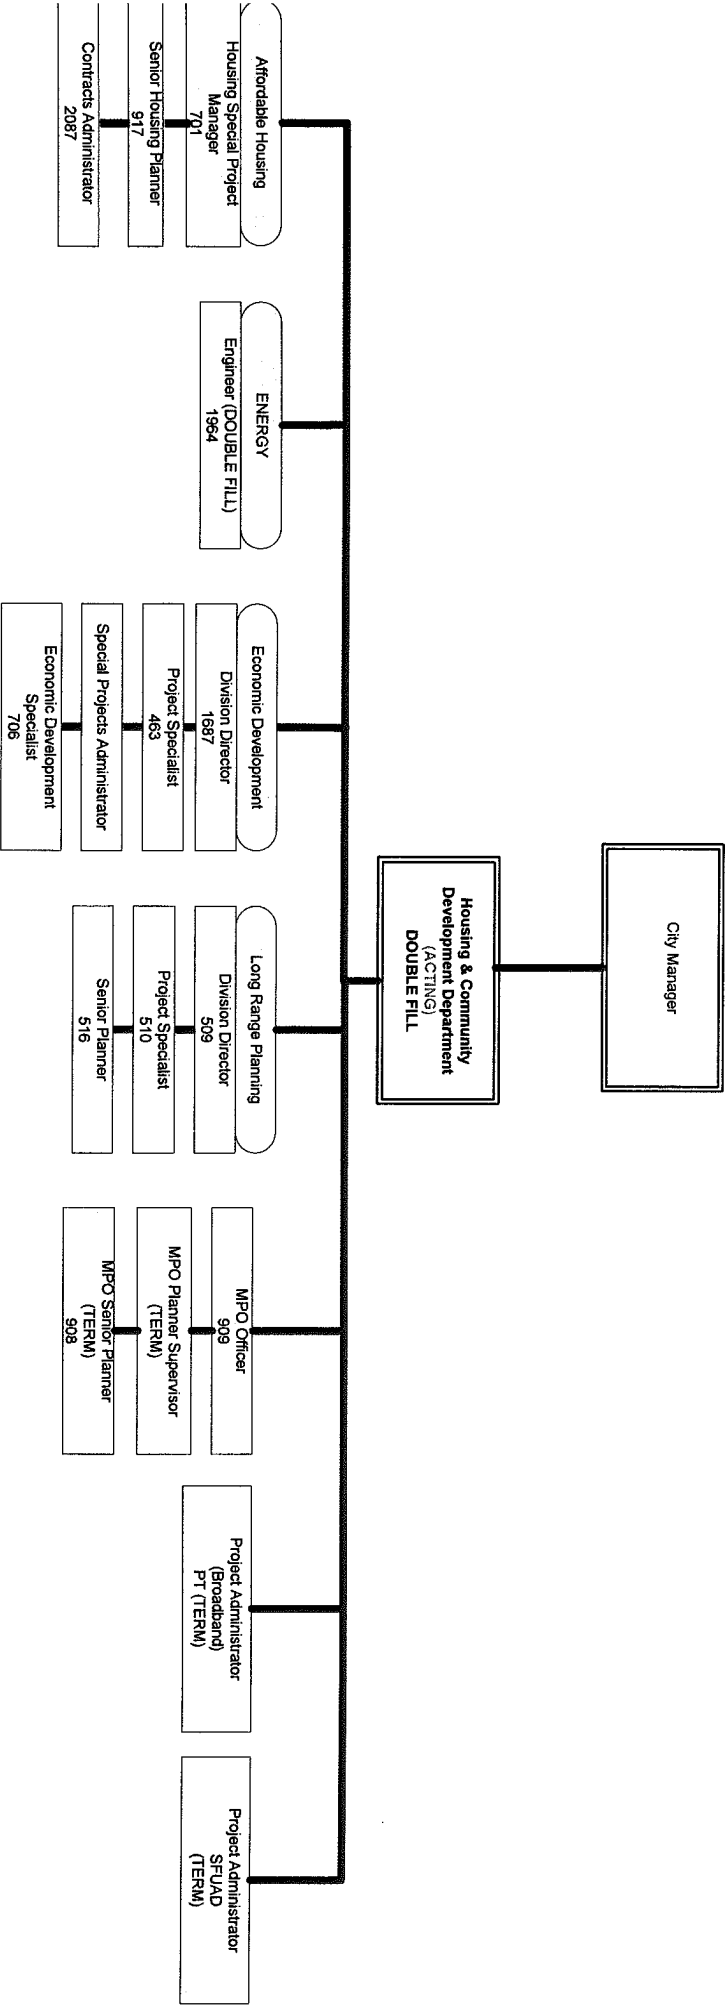 City Manager
Housing & Community
Development Department
(ACTING)
DOUBLE FILL
Affordable Housing
Housing Special Project
Manager
701
Senior Housing Planner
917
Contracts Administrator
2087
ENERGY
Engineer (DOUBLE FILL)
1964
Economic Development
Division Director
1687
Project Specialist
463
Special Projects Administrator
Economic Development
Specialist
706
Long Range Planning
Division Director
509
Project Specialist
510
Senior Planner
516
MPO Officer
909
MPO Planner Supervisor
(TERM)
MPO Senior Planner
(TERM)
908
Project Administrator
(Broadband)
PT (TERM)
Project Administrator
SFUAD
(TERM)